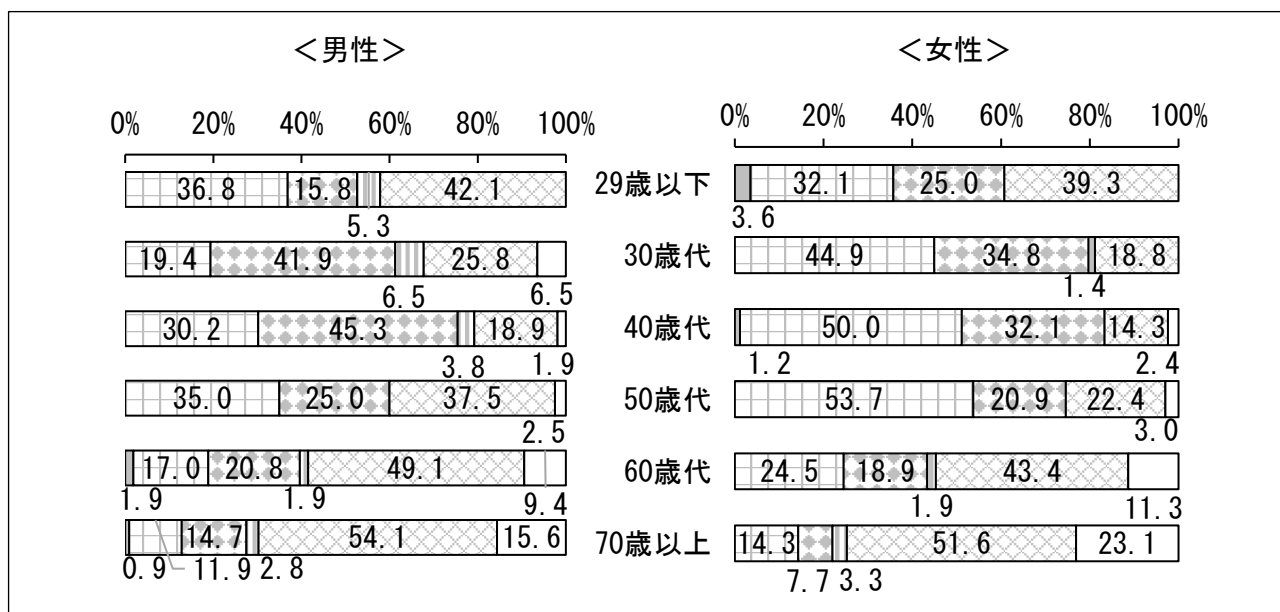 ＜男性＞ ＜女性＞
0% 20% 40% 60% 80% 100% 0% 20% 40% 60% 80% 100%
36.8 15.8 42.1 29歳以下 32.1 25.0 39.3
5.3 3.6
19.4 41.9 25.8 30歳代 44.9 34.8 18.8
6.5 6.5 1.4
30.2 45.3 18.9 40歳代 50.0 32.1 14.3
3.8 1.9 1.2 2.4
35.0 25.0 37.5 50歳代 53.7 20.9 22.4
2.5 3.0
17.0 20.8 49.1 60歳代 24.5 18.9 43.4
1.9 1.9 9.4 1.9 11.3
14.7 54.1 15.6 70歳以上 14.3 51.6 23.1
0.9 11.9 2.8 7.7 3.3